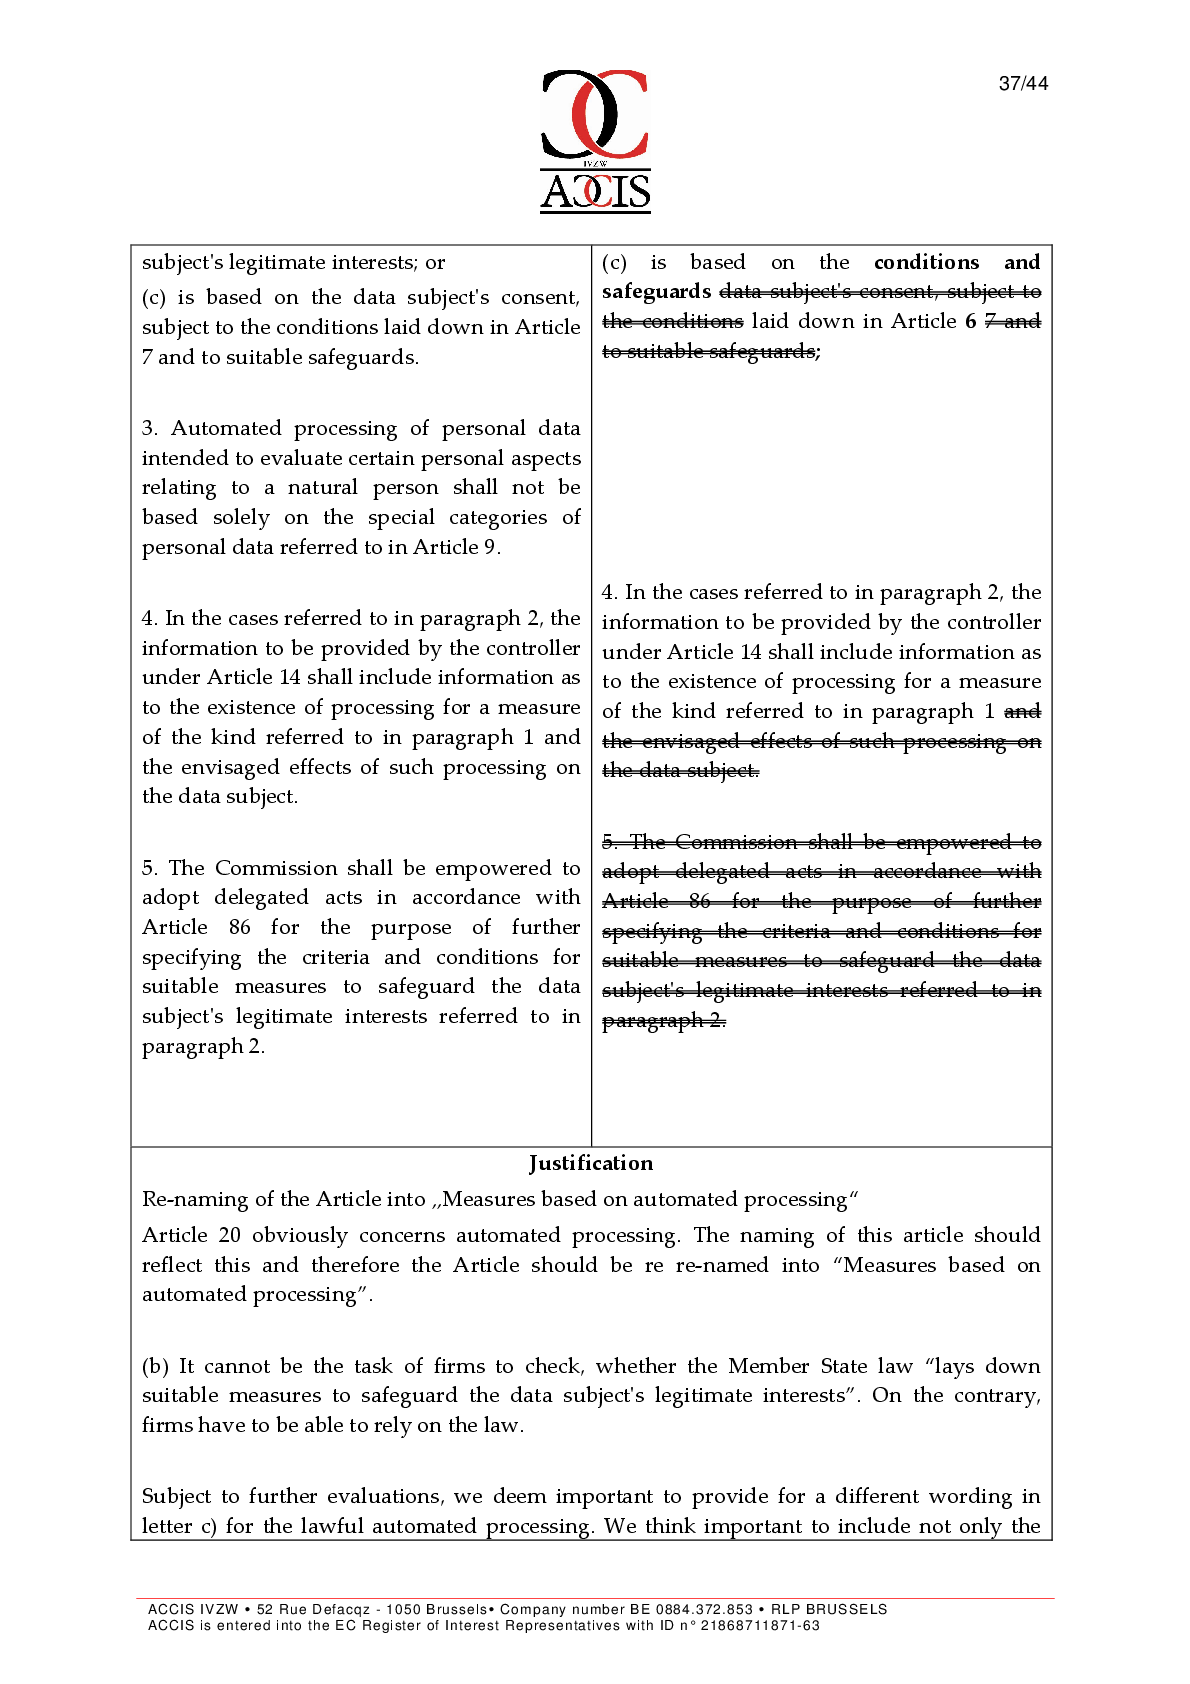 37/44
IVZW
ACCIS
subject's legitimate interests; or
(c) is based on the data subject's consent,
subject to the conditions laid down in Article
7 and to suitable safeguards.
3. Automated processing of personal data
intended to evaluate certain personal aspects
relating to a natural person shall not be
based solely on the special categories of
personal data referred to in Article 9.
4. In the cases referred to in paragraph 2, the
information to be provided by the controller
under Article 14 shall include information as
to the existence of processing for a measure
of the kind referred to in paragraph 1 and
the envisaged effects of such processing on
the data subject.
5. The Commission shall be empowered to
adopt delegated acts in accordance with
Article 86 for the purpose of further
specifying the criteria and conditions for
suitable measures to safeguard the data
subject's legitimate interests referred to in
paragraph 2.
(c) is based on the conditions and
safeguards data subject's consent, subject to
the conditions laid down in Article 6 7 and
to suitable safeguards;
4. In the cases referred to in paragraph 2, the
information to be provided by the controller
under Article 14 shall include information as
to the existence of processing for a measure
of the kind referred to in paragraph 1 and
the envisaged effects of such processing on
the data subject.
5. The Commission shall be empowered to
adopt delegated acts in accordance with
Article 86 for the purpose of further
specifying the criteria and conditions for
suitable measures to safeguard the data
subject's legitimate interests referred to in
paragraph 2.
Justification
Re-naming of the Article into ,,Measures based on automated processing“
Article 20 obviously concerns automated processing. The naming of this article should
reflect this and therefore the Article should be re re-named into “Measures based on
automated processing”.
(b) It cannot be the task of firms to check, whether the Member State law “lays down
suitable measures to safeguard the data subject's legitimate interests”. On the contrary,
firms have to be able to rely on the law.
Subject to further evaluations, we deem important to provide for a different wording in
letter c) for the lawful automated processing. We think important to include not only the
ACCIS IVZW • 52 Rue Defacqz - 1050 Brussels• Company number BE 0884.372.853 • RLP BRUSSELS
ACCIS is entered into the EC Register of Interest Representatives with ID n° 21868711871-63